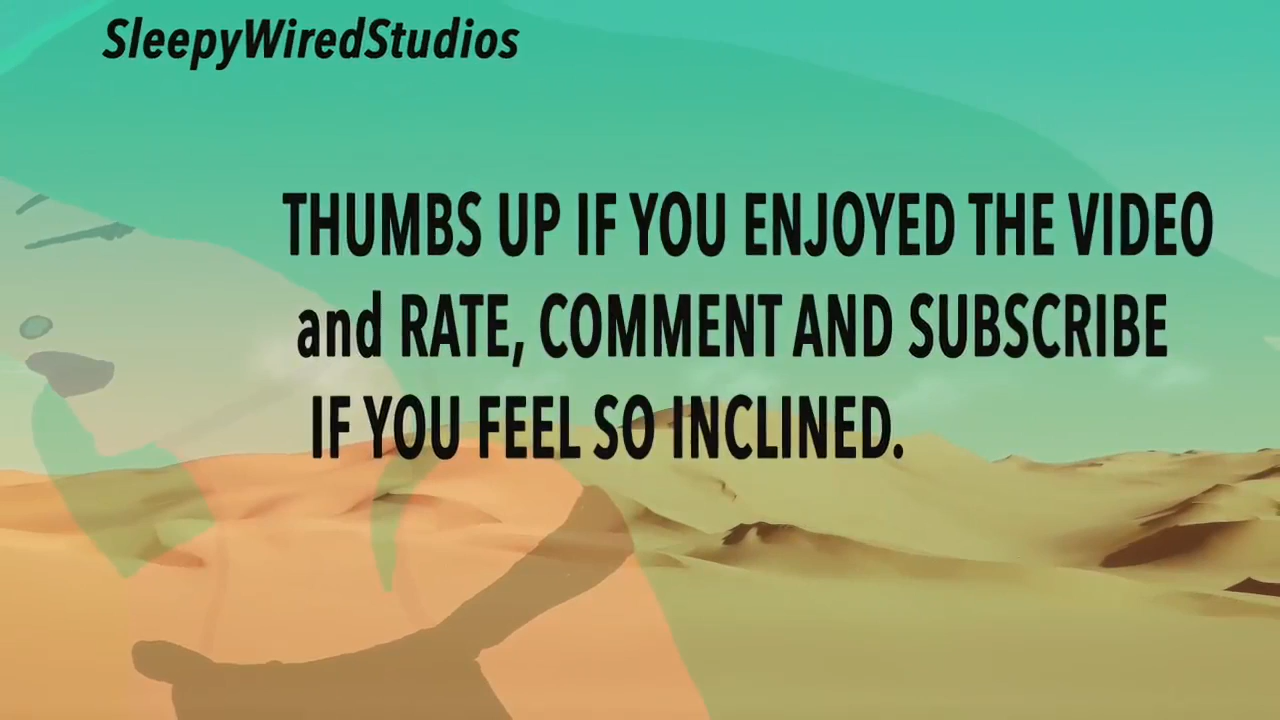 SleepyWiredStudios
THUMBS UP IF YOU ENJOYED THE VIDEO
and RATE, COMMENT AND SUBSCRIBE
IF YOU FEEL SO INCLINED.